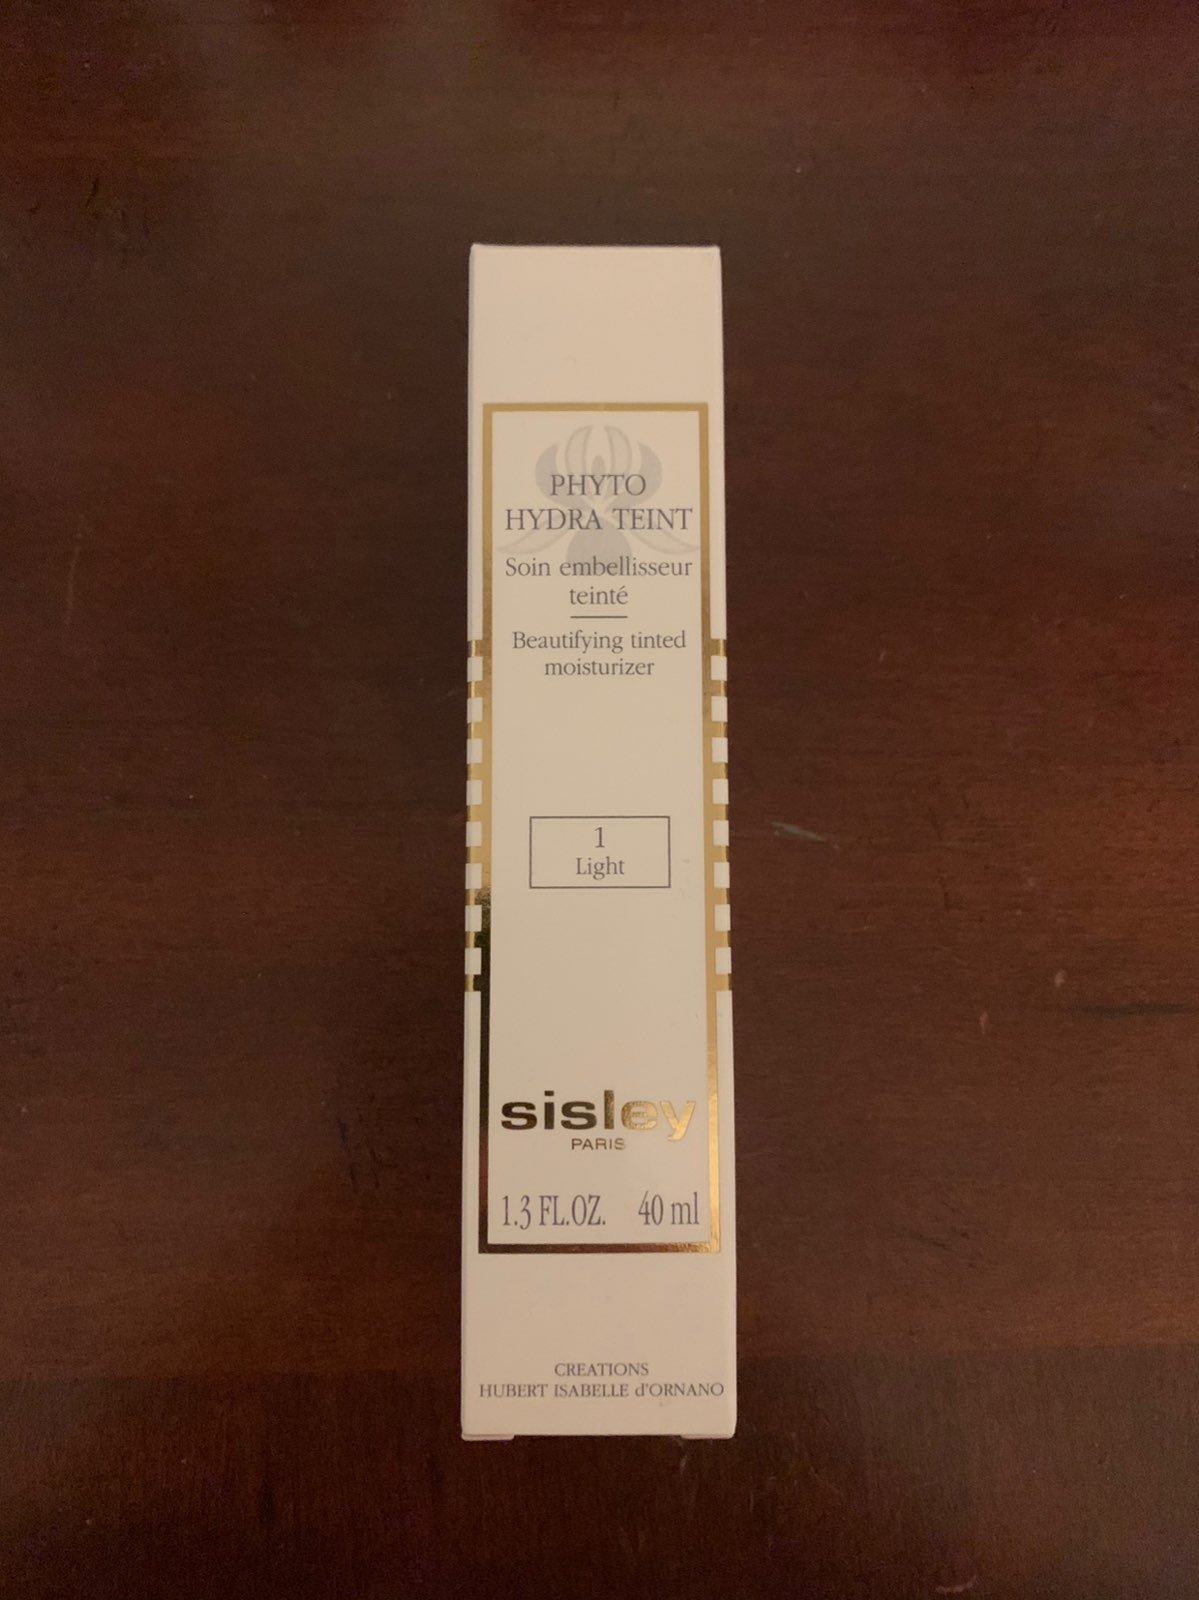 PHYTO
HYDRA TEINT
Soin embellisseur
teinté
Beautifying tinted
moisturizer
1
Light
sisley
PARIS
1.3 FL.OZ. 40 ml
CREATIONS
HUBERT ISABELLE d'ORNANO